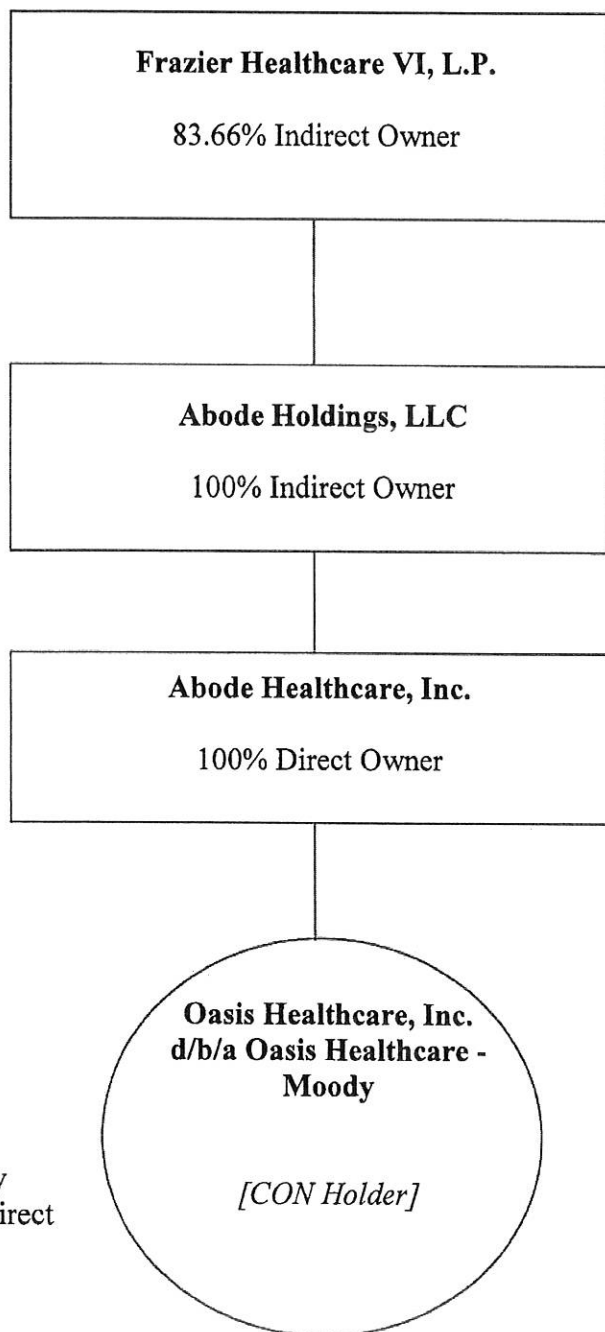 Frazier Healthcare VI, L.P.
83.66% Indirect Owner
Abode Holdings, LLC
100% Indirect Owner
Abode Healthcare, Inc.
100% Direct Owner
Oasis Healthcare, Inc.
d/b/a Oasis Healthcare -
Moody
[CON Holder]
irect